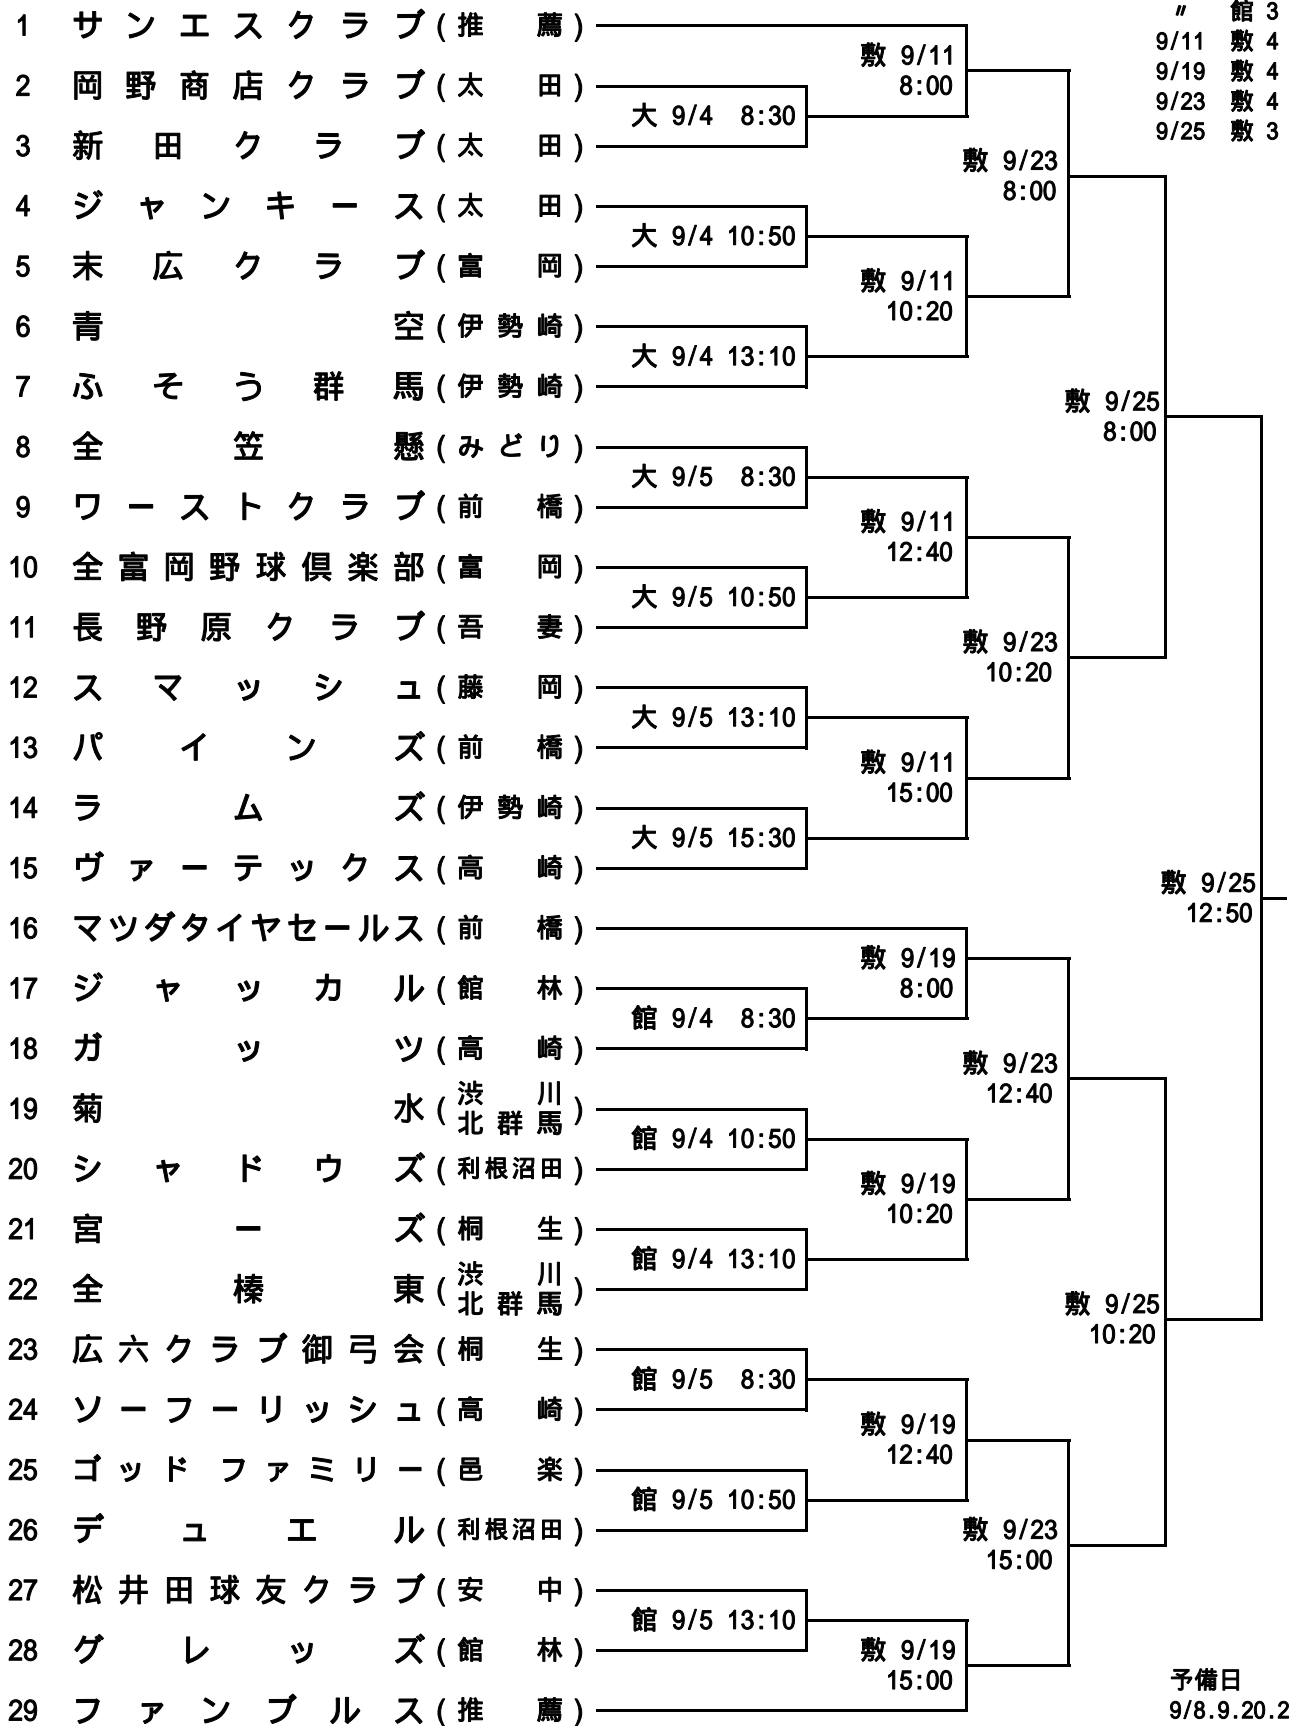 〃 館 3
9/11 敷 4
9/19 敷 4
9/23 敷 4
9/25 敷 3
1 サンエスクラブ(推薦)
2 岡野商店クラブ(太田)
3 新田クラブ(太田)
4 ジャンキース(太田)
5 末広クラブ(富岡)
6 青空(伊勢崎)
7 ふそう群馬(伊勢崎)
8 全笠懸(みどり)
9 ワーストクラブ(前橋)
10 全富岡野球倶楽部(富岡)
11 長野原クラブ(吾妻)
12 スマッシュ(藤岡)
13 パインズ(前橋)
14 ラムズ(伊勢崎)
15 ヴァーテックス(高崎)
16 マツダタイヤセールス(前橋)
17 ジャッカル(館林)
18 ガッツ(高崎)
19 菊水(渋川北群馬)
20 シャドウズ(利根沼田)
21 宮ーズ(桐生)
22 全榛東(渋川北群馬)
23 広六クラブ御弓会(桐生)
24 ソーフーリッシュ(高崎)
25 ゴッドファミリー(邑楽)
26 デュエル(利根沼田)
27 松井田球友クラブ(安中)
28 グレッズ(館林)
29 ファンブルス(推薦)
大 9/4 8:30
大 9/4 10:50
大 9/4 13:10
大 9/5 8:30
大 9/5 10:50
大 9/5 13:10
大 9/5 15:30
館 9/4 8:30
館 9/4 10:50
館 9/4 13:10
館 9/5 8:30
館 9/5 10:50
館 9/5 13:10
敷 9/11
8:00
敷 9/11
10:20
敷 9/11
12:40
敷 9/11
15:00
敷 9/19
8:00
敷 9/19
10:20
敷 9/19
12:40
敷 9/19
15:00
敷 9/23
8:00
敷 9/23
10:20
敷 9/23
12:40
敷 9/23
15:00
敷 9/25
8:00
敷 9/25
10:20
敷 9/25
12:50
予備日
9/8.9.20.2